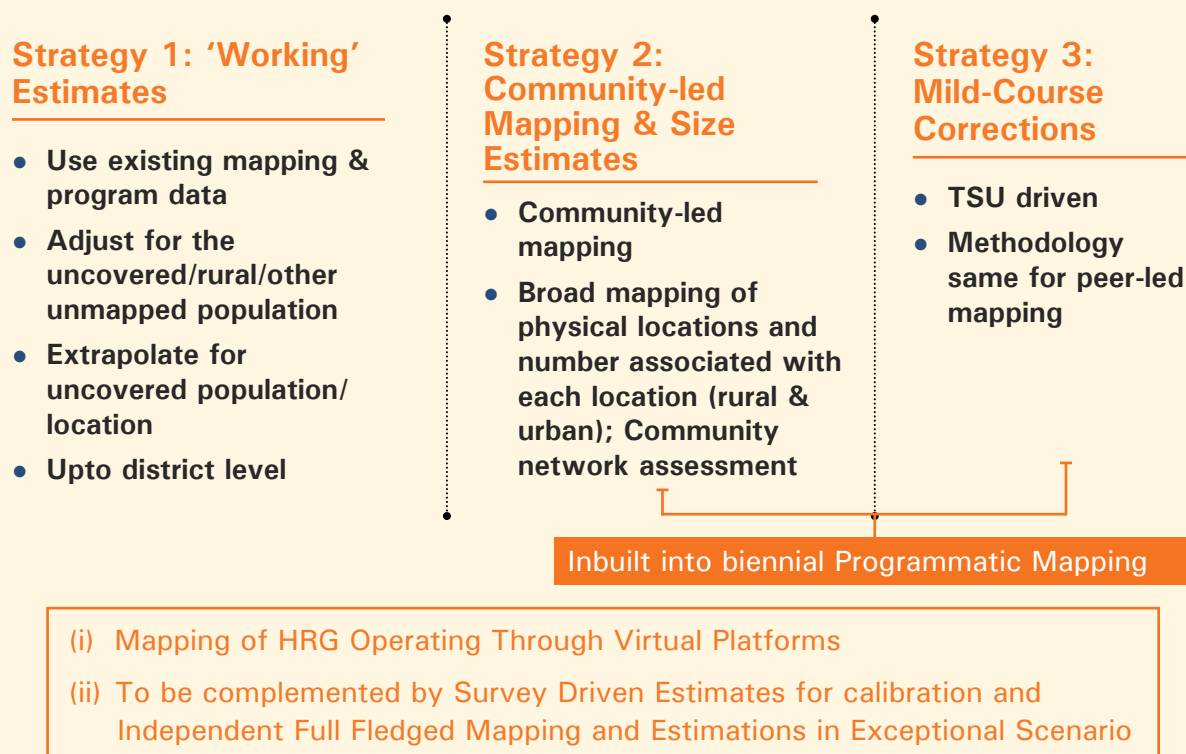 Strategy 1: ‘Working’
Estimates
● Use existing mapping &
program data
● Adjust for the
uncovered/rural/other
unmapped population
● Extrapolate for
uncovered population/
location
● Upto district level
Strategy 2:
Community-led
Mapping & Size
Estimates
● Community-led
mapping
● Broad mapping of
physical locations and
number associated with
each location (rural &
urban); Community
network assessment
Strategy 3:
Mild-Course
Corrections
● TSU driven
● Methodology
same for peer-led
mapping
Inbuilt into biennial Programmatic Mapping
(i) Mapping of HRG Operating Through Virtual Platforms
(ii) To be complemented by Survey Driven Estimates for calibration and
Independent Full Fledged Mapping and Estimations in Exceptional Scenario